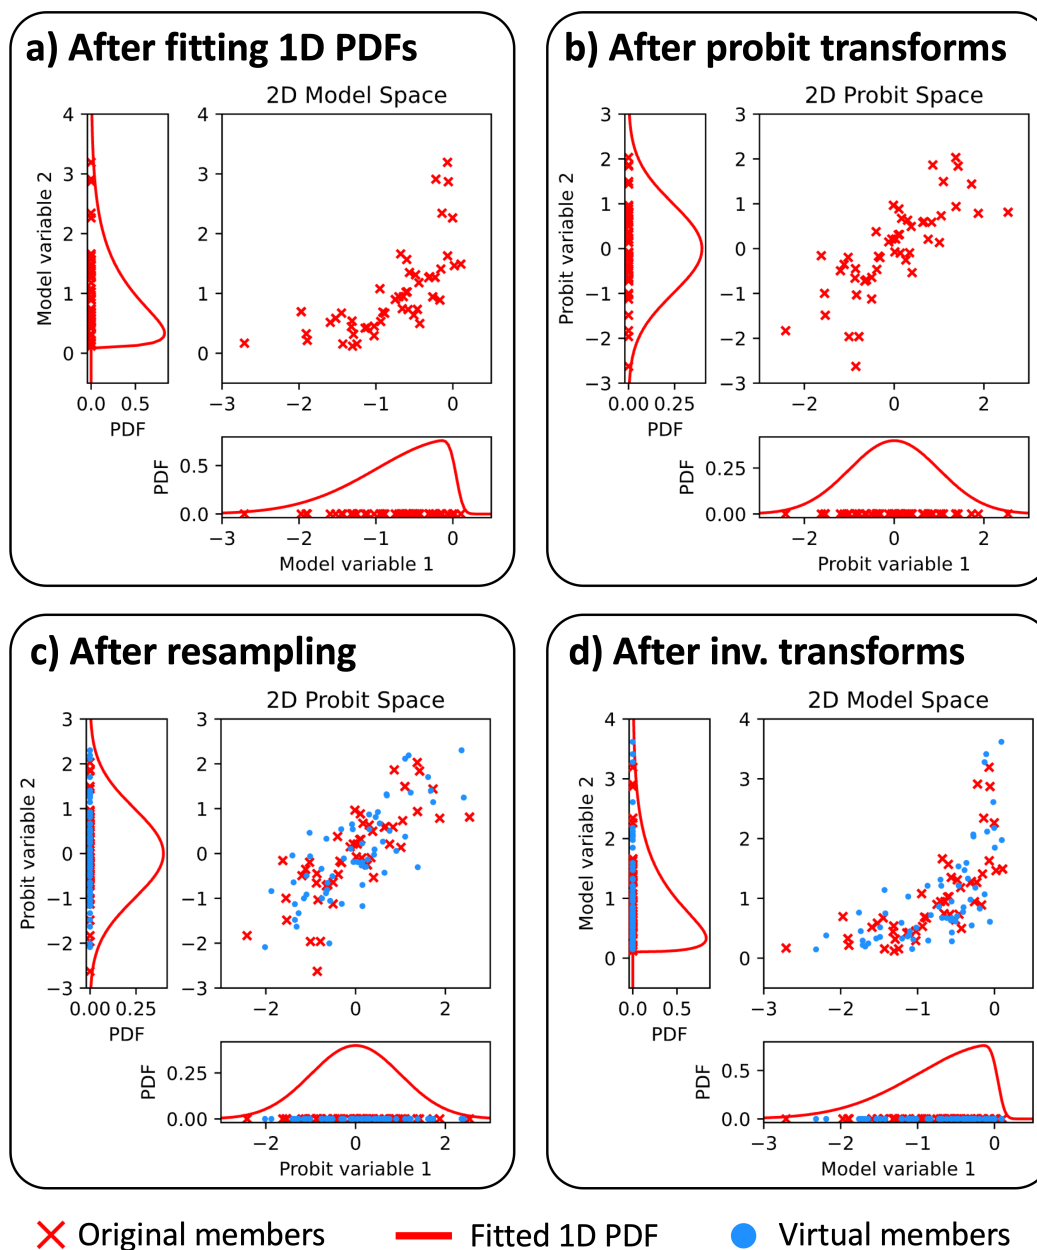 a) After fitting 1D PDFs
2D Model Space
Model variable 2
4
3
2
1
0
0.0 0.5
PDF
4
3
2
1
0
−3 −2 −1 0
PDF
0.5
0.0
−3 −2 −1 0
Model variable 1
b) After probit transforms
2D Probit Space
Probit variable 2
3
2
1
0
−1
−2
−3
0.00 0.25
PDF
3
2
1
0
−1
−2
−3
−2 0 2
PDF
0.25
0.00
−2 0 2
Probit variable 1
c) After resampling
2D Probit Space
Probit variable 2
3
2
1
0
−1
−2
−3
0.00 0.25
PDF
3
2
1
0
−1
−2
−3
−2 0 2
PDF
0.25
0.00
−2 0 2
Probit variable 1
d) After inv. transforms
2D Model Space
Model variable 2
4
3
2
1
0
0.0 0.5
PDF
4
3
2
1
0
−3 −2 −1 0
PDF
0.5
0.0
−3 −2 −1 0
Model variable 1
Original members Fitted 1D PDF Virtual members